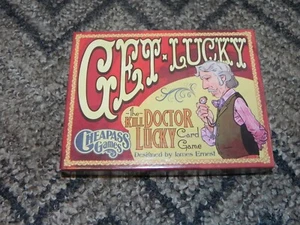 GET·LUCKY
the
KILL DOCTOR
LUCKY
Card
Game
CHEAPASS
Games
Designed by James Ernest